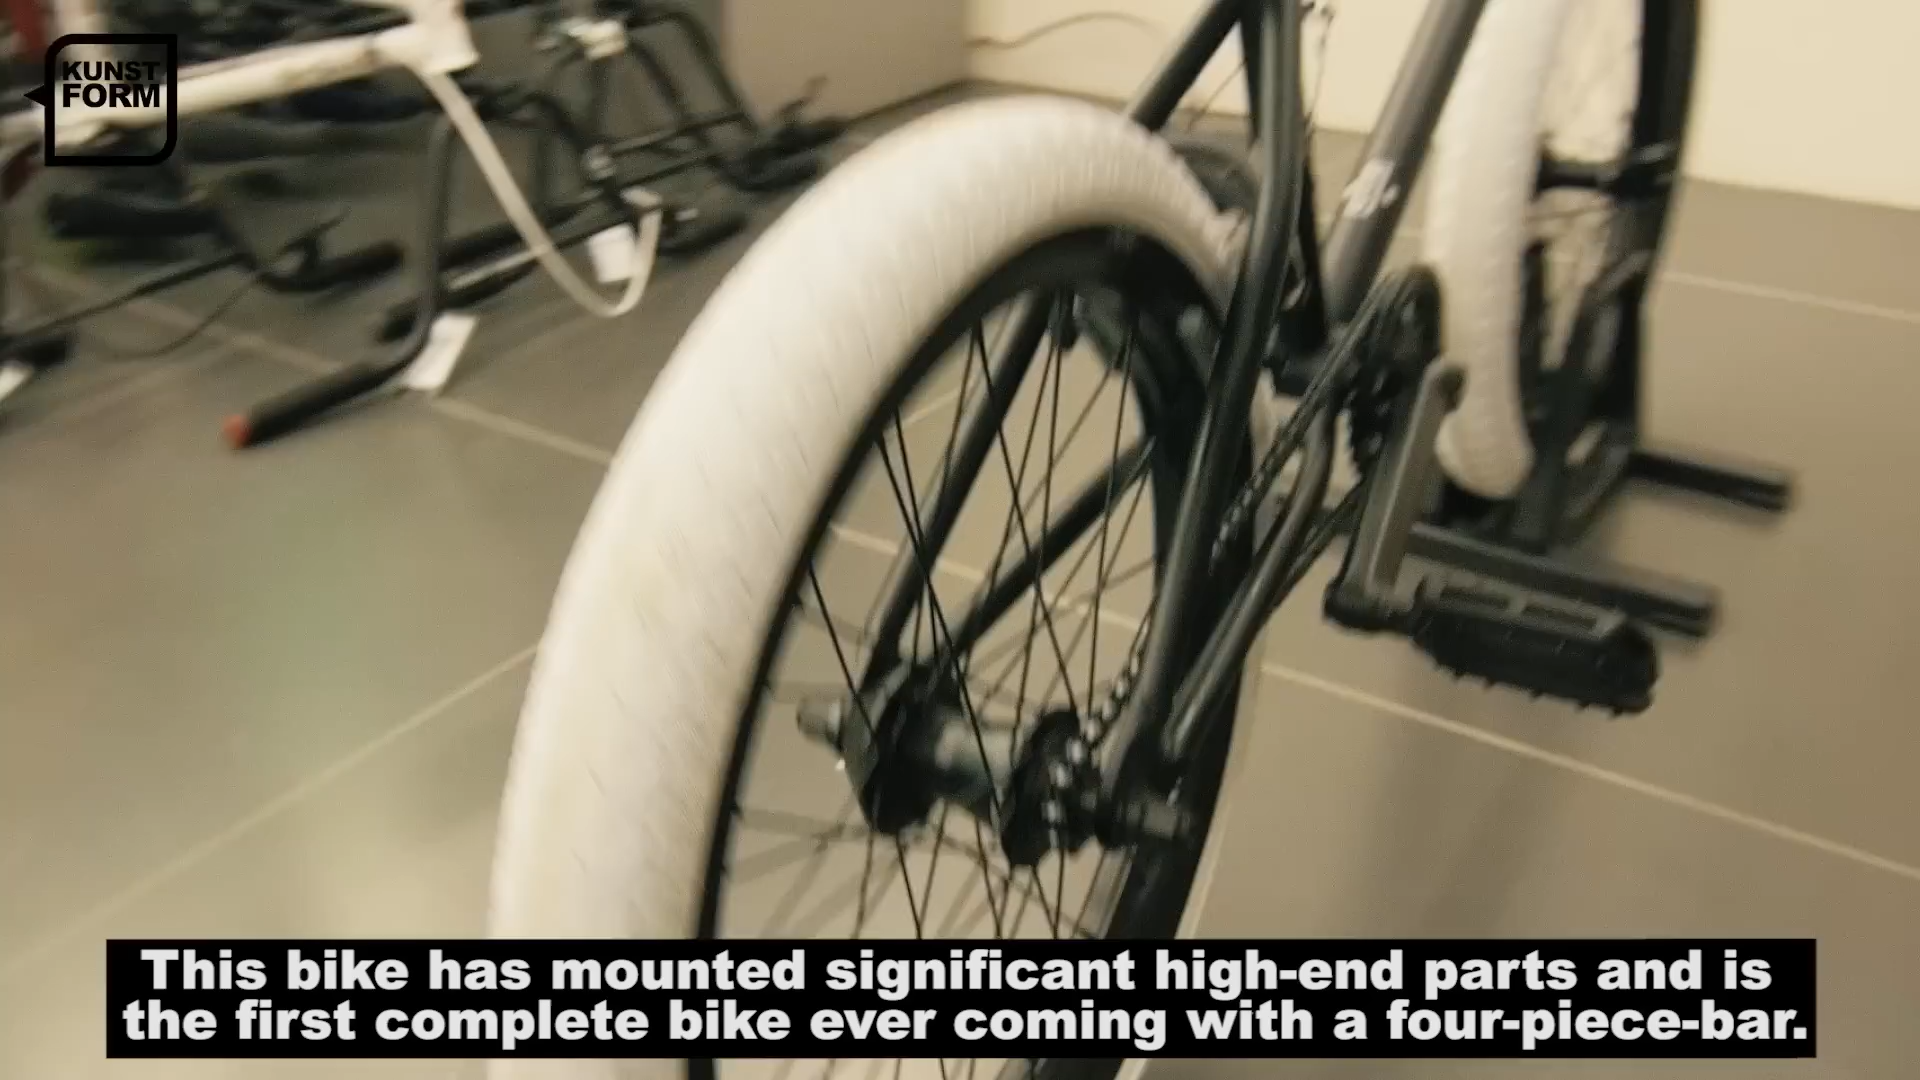 KUNST
FORM
This bike has mounted significant high-end parts and is
the first complete bike ever coming with a four-piece-bar.